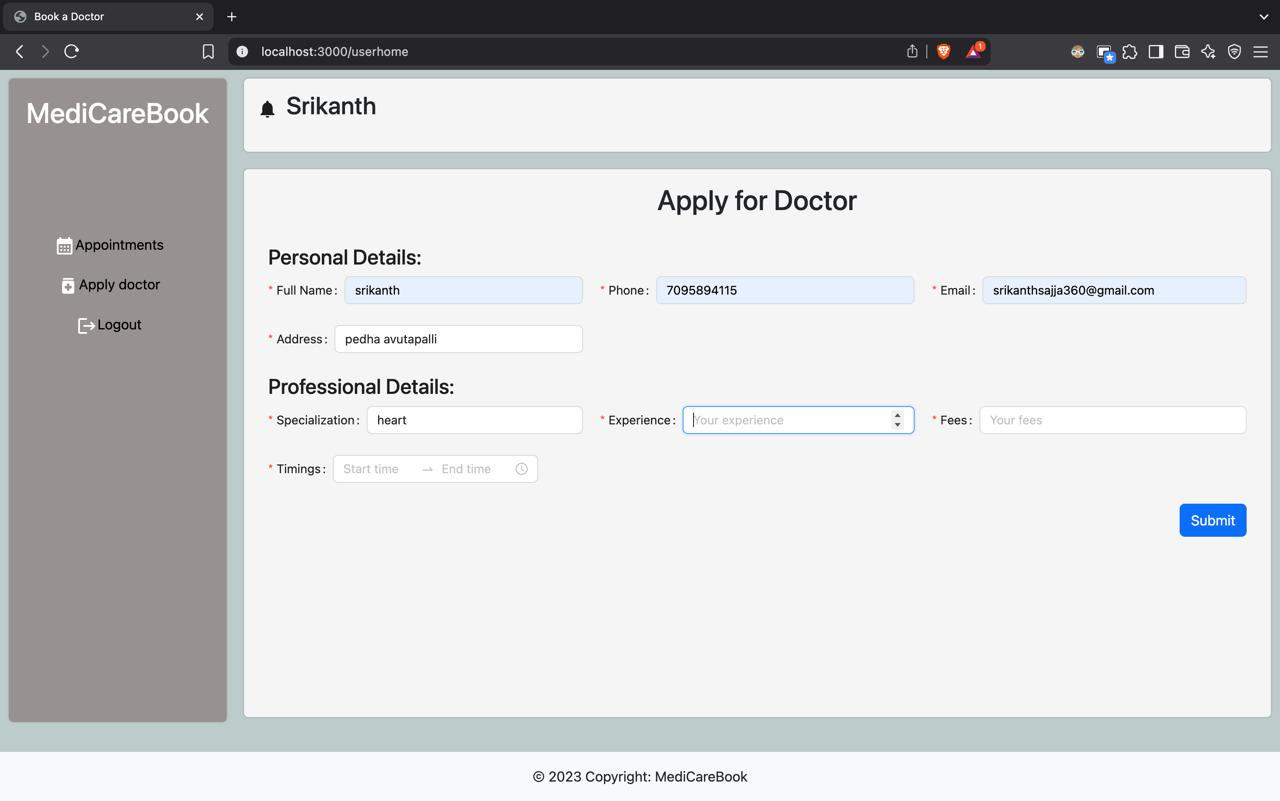 Book a Doctor
localhost:3000/userhome
1
MediCareBook
Appointments
Apply doctor
Logout
Srikanth
Apply for Doctor
Personal Details:
* Full Name : srikanth * Phone : 7095894115 * Email : srikanthsajja360@gmail.com
* Address : pedha avutapalli
Professional Details:
* Specialization : heart * Experience : Your experience * Fees : Your fees
* Timings : Start time → End time
Submit
© 2023 Copyright: MediCareBook